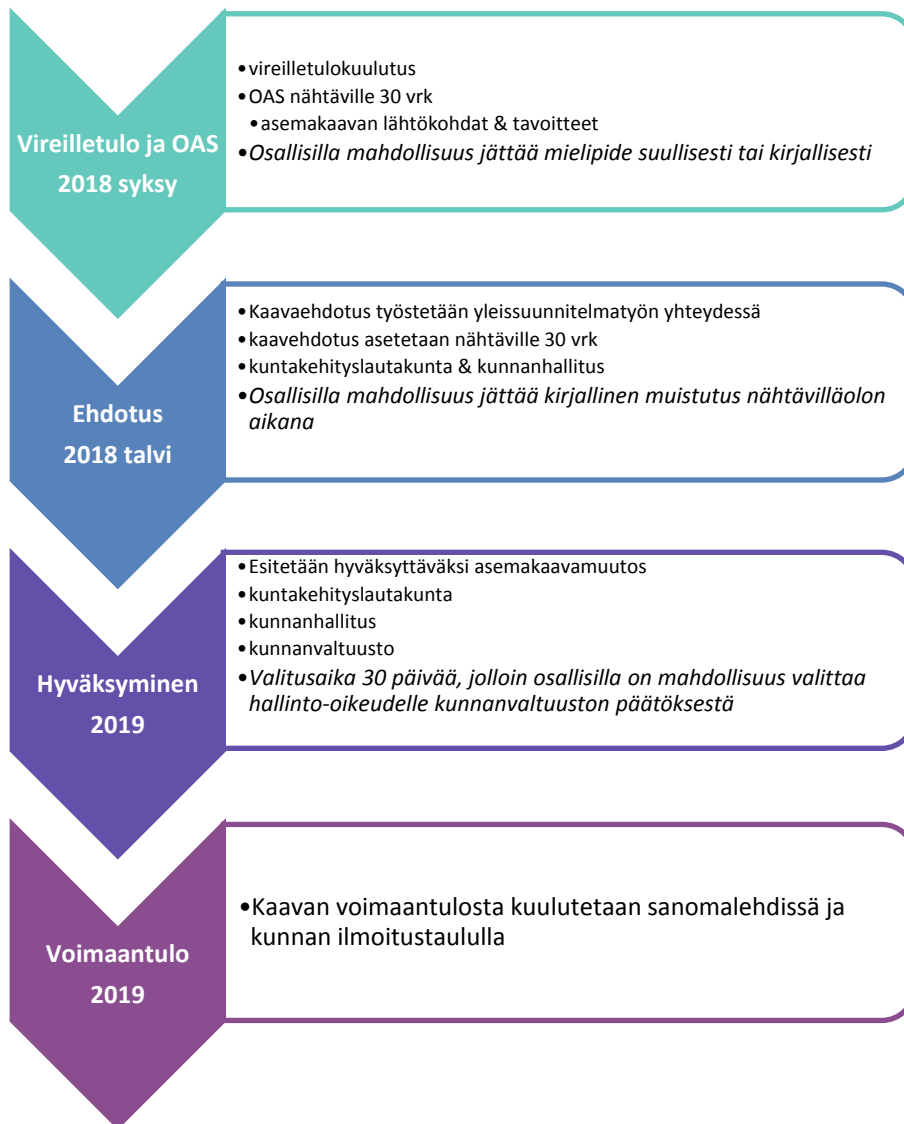 Vireilletulo ja OAS
2018 syksy
•vireilletulokuulutus
•OAS nähtäville 30 vrk
•asemakaavan lähtökohdat & tavoitteet
•Osallisilla mahdollisuus jättää mielipide suullisesti tai kirjallisesti
Ehdotus
2018 talvi
•Kaavaehdotus työstetään yleissuunnitelmatyön yhteydessä
•kaavehdotus asetetaan nähtäville 30 vrk
•kuntakehityslautakunta & kunnanhallitus
•Osallisilla mahdollisuus jättää kirjallinen muistutus nähtävilläolon
aikana
Hyväksyminen
2019
•Esitetään hyväksyttäväksi asemakaavamuutos
•kuntakehityslautakunta
•kunnanhallitus
•kunnanvaltuusto
•Valitusaika 30 päivää, jolloin osallisilla on mahdollisuus valittaa
hallinto-oikeudelle kunnanvaltuuston päätöksestä
Voimaantulo
2019
•Kaavan voimaantulosta kuulutetaan sanomalehdissä ja
kunnan ilmoitustaululla